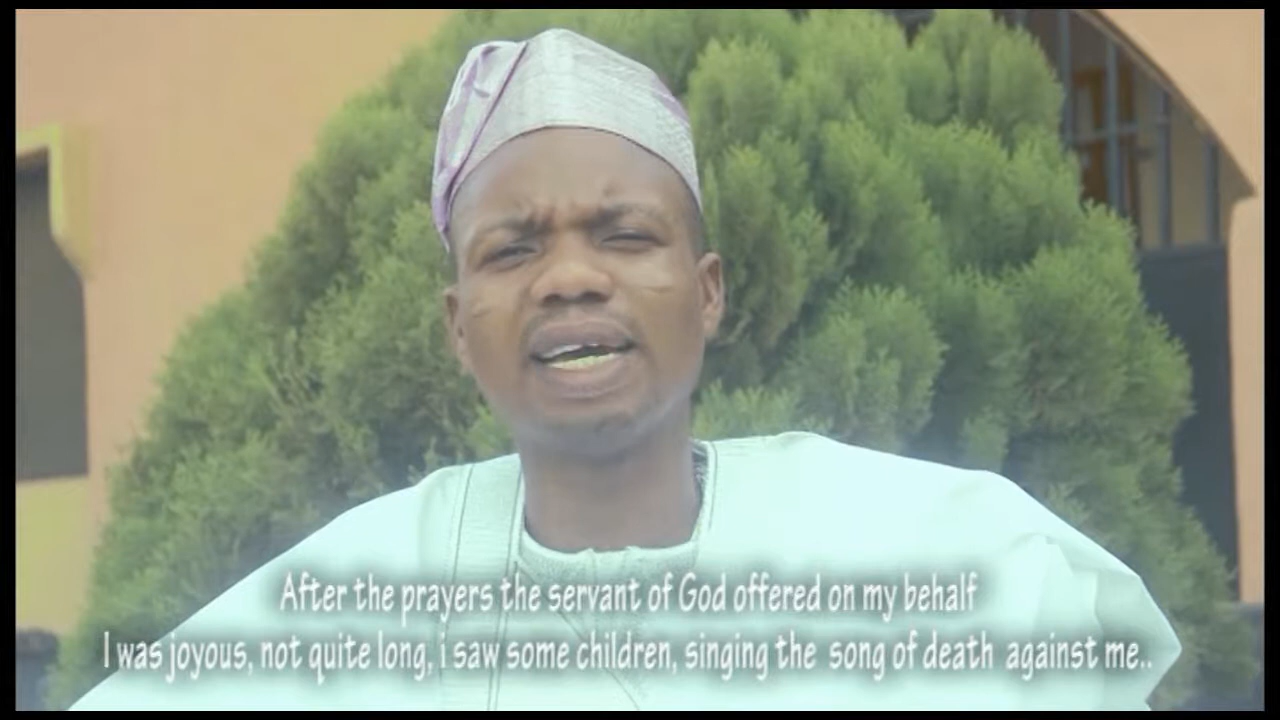 After the prayers the servant of God offered on my behalf
I was joyous, not quite long, i saw some children, singing the song of death against me..